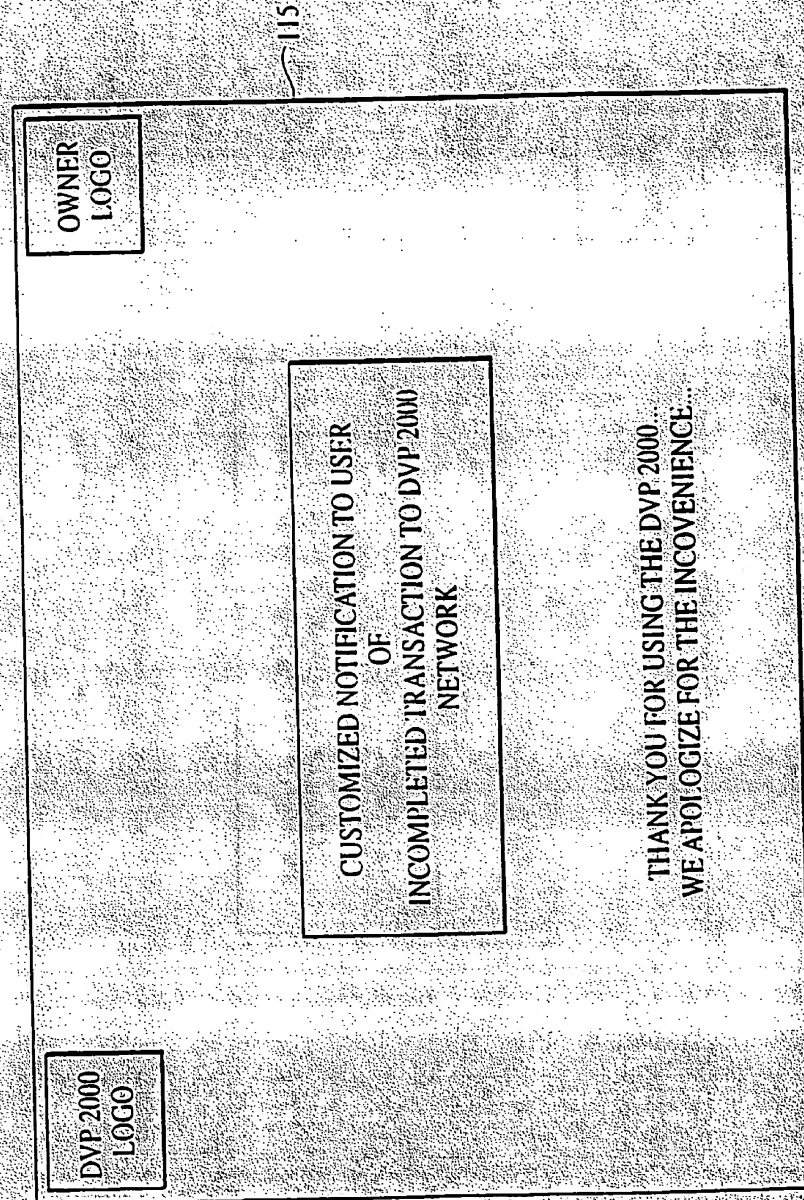 DVP 2000
LOGO
OWNER
LOGO
CUSTOMIZED NOTIFICATION TO USER
OF
INCOMPLETED TRANSACTION TO DVP 2000
NETWORK
THANK YOU FOR USING THE DVP 2000...
WE APOLOGIZE FOR THE INCOVENIENCE...
115